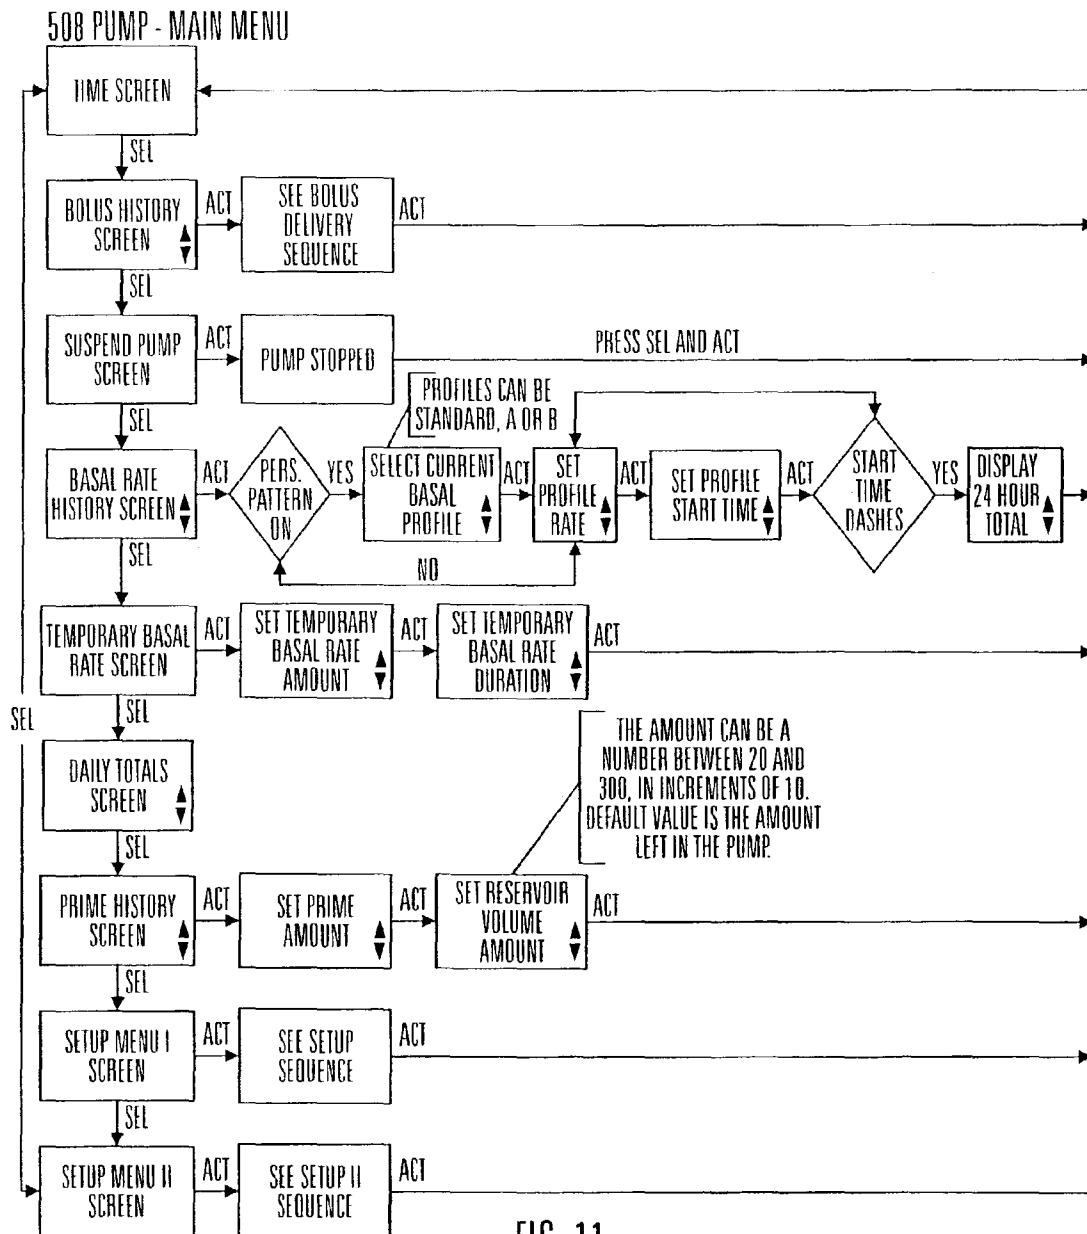 508 PUMP - MAIN MENU
TIME SCREEN
SEL
BOLUS HISTORY
SCREEN
ACT
SEE BOLUS
DELIVERY
SEQUENCE
ACT
SEL
SUSPEND PUMP
SCREEN
ACT
PUMP STOPPED
PRESS SEL AND ACT
SEL
PROFILES CAN BE
STANDARD, A OR B
BASAL RATE
HISTORY SCREEN
ACT
PERS.
PATTERN
ON
YES
SELECT CURRENT
BASAL
PROFILE
ACT
SET
PROFILE
RATE
ACT
SET PROFILE
START TIME
ACT
START
TIME
DASHES
YES
DISPLAY
24 HOUR
TOTAL
NO
SEL
TEMPORARY BASAL
RATE SCREEN
ACT
SET TEMPORARY
BASAL RATE
AMOUNT
ACT
SET TEMPORARY
BASAL RATE
DURATION
ACT
SEL
SEL
DAILY TOTALS
SCREEN
THE AMOUNT CAN BE A
NUMBER BETWEEN 20 AND
300, IN INCREMENTS OF 10.
DEFAULT VALUE IS THE AMOUNT
LEFT IN THE PUMP.
SEL
PRIME HISTORY
SCREEN
ACT
SET PRIME
AMOUNT
ACT
SET RESERVOIR
VOLUME
AMOUNT
ACT
SEL
SETUP MENU I
SCREEN
ACT
SEE SETUP
SEQUENCE
ACT
SEL
SETUP MENU II
SCREEN
ACT
SEE SETUP II
SEQUENCE
ACT
FIG. 11